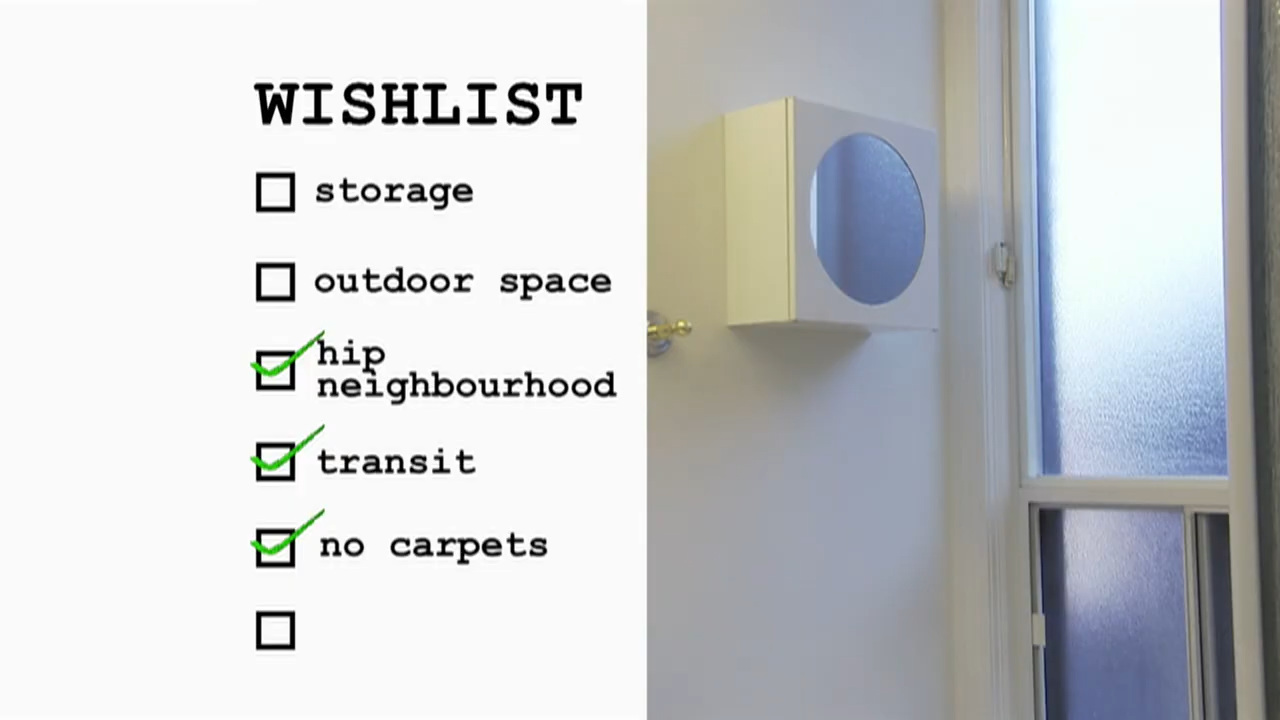 WISHLIST
storage
outdoor space
hip
neighbourhood
transit
no carpets